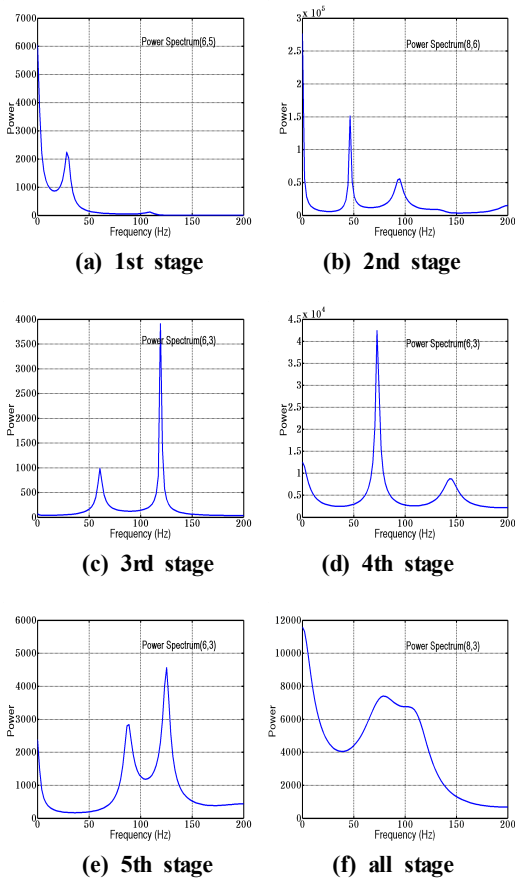 7000
6000
5000
4000
3000
2000
1000
0
0 50 100 150 200
Power
Frequency (Hz)
Power Spectrum(6,5)
(a) 1st stage
x 10^5
3
2.5
2
1.5
1
0.5
0
0 50 100 150 200
Power
Frequency (Hz)
Power Spectrum(8,6)
(b) 2nd stage
4000
3500
3000
2500
2000
1500
1000
500
0
0 50 100 150 200
Power
Frequency (Hz)
Power Spectrum(6,3)
(c) 3rd stage
x 10^4
4.5
4
3.5
3
2.5
2
1.5
1
0.5
0
0 50 100 150 200
Power
Frequency (Hz)
Power Spectrum(6,3)
(d) 4th stage
6000
5000
4000
3000
2000
1000
0
0 50 100 150 200
Power
Frequency (Hz)
Power Spectrum(6,3)
(e) 5th stage
12000
10000
8000
6000
4000
2000
0
0 50 100 150 200
Power
Frequency (Hz)
Power Spectrum(8,3)
(f) all stage